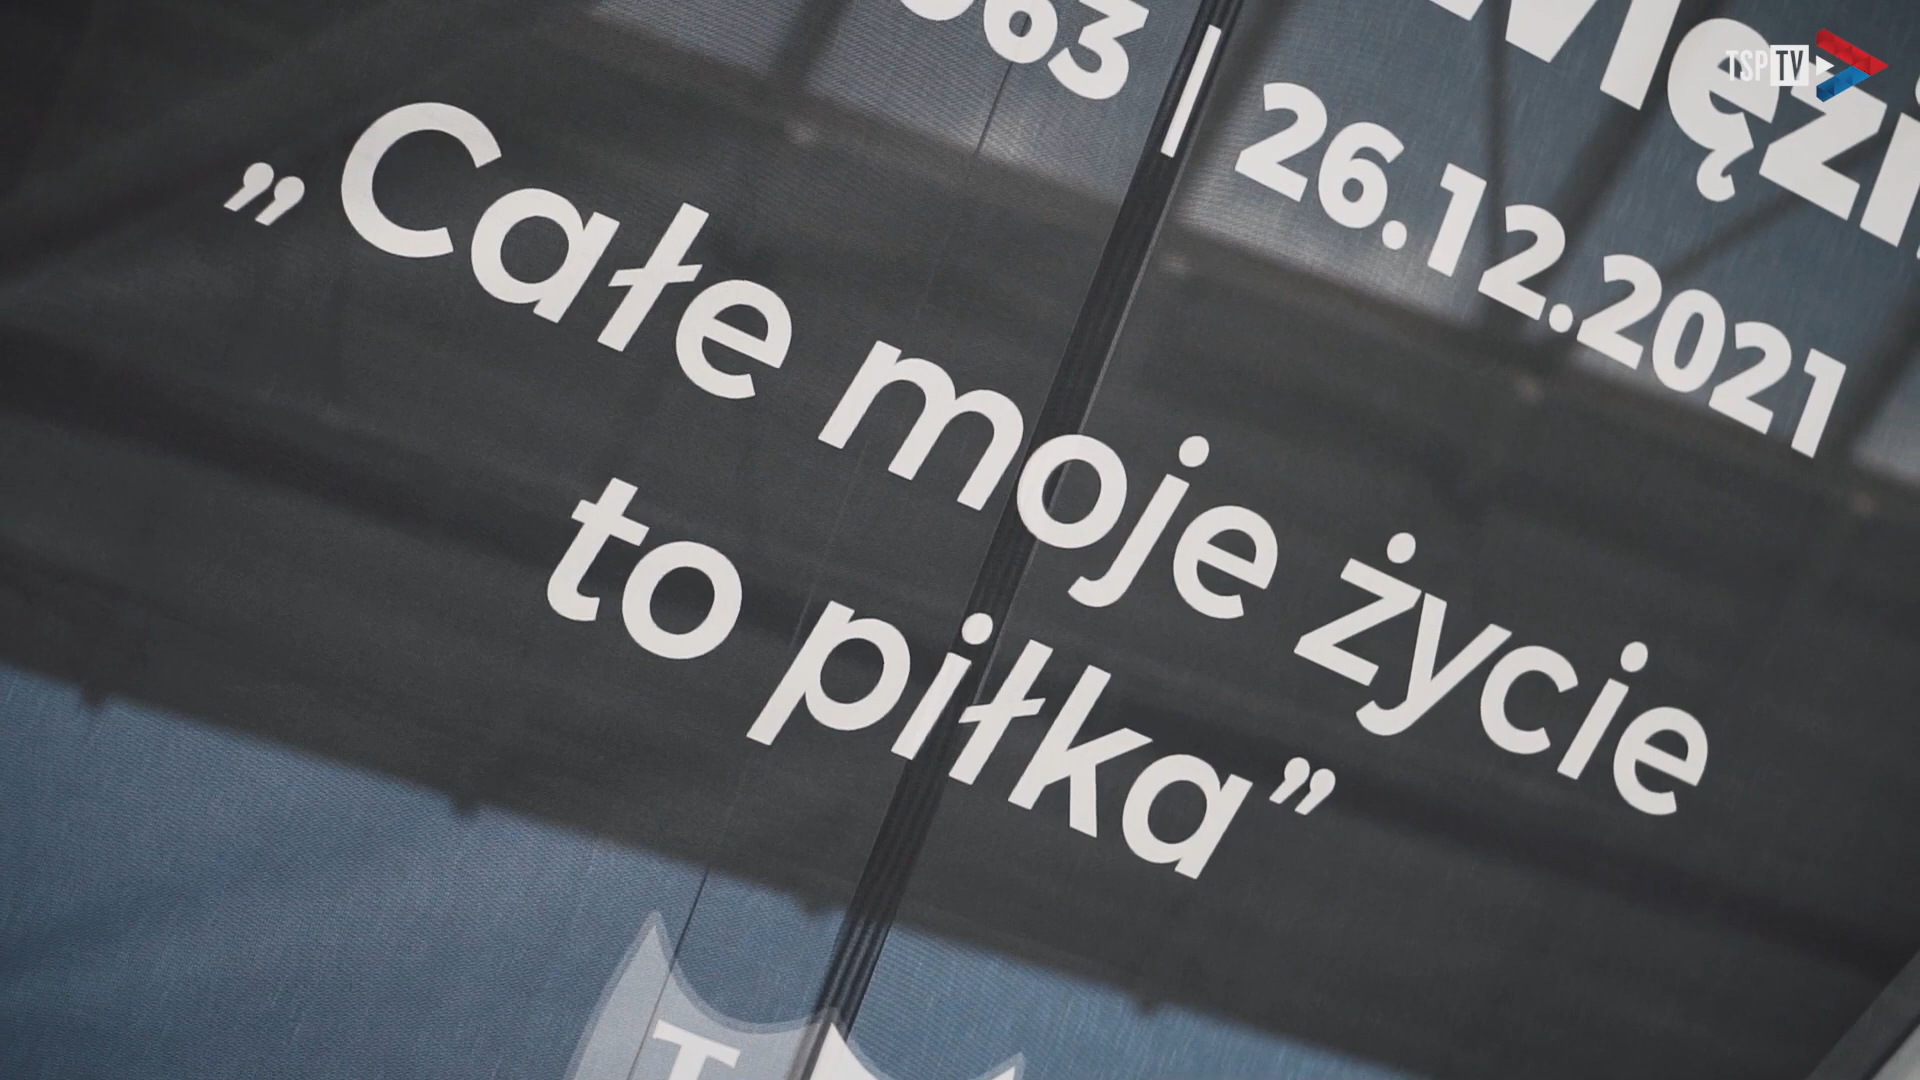 TSP TV
26.12.2021
„Całe moje życie
to piłka”
T